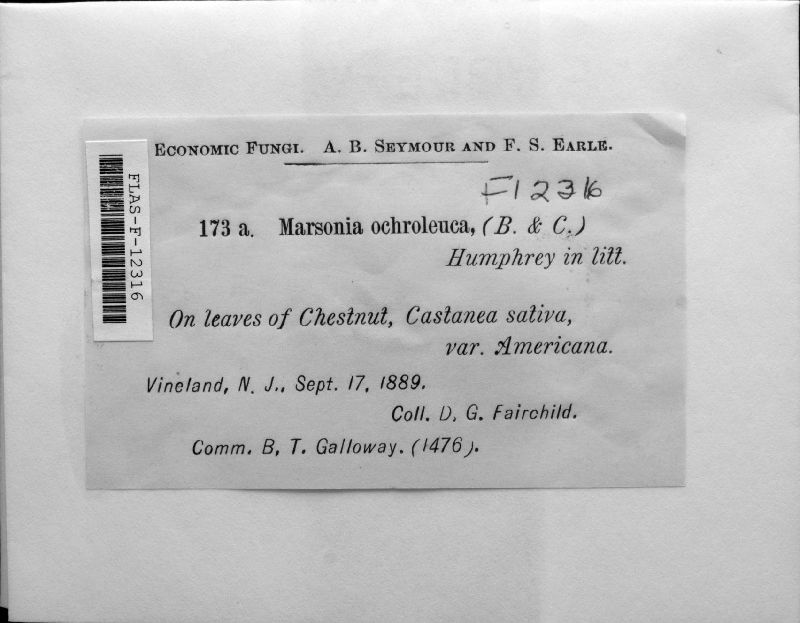 ECONOMIC FUNGI. A. B. SEYMOUR AND F. S. EARLE.
F12316
FLAS-F-12316
173 a. Marsonia ochroleuca, (B. & C.)
Humphrey in litt.
On leaves of Chestnut, Castanea sativa,
var. Americana.
Vineland, N. J., Sept. 17, 1889.
Coll. D. G. Fairchild.
Comm. B. T. Galloway. (1476).